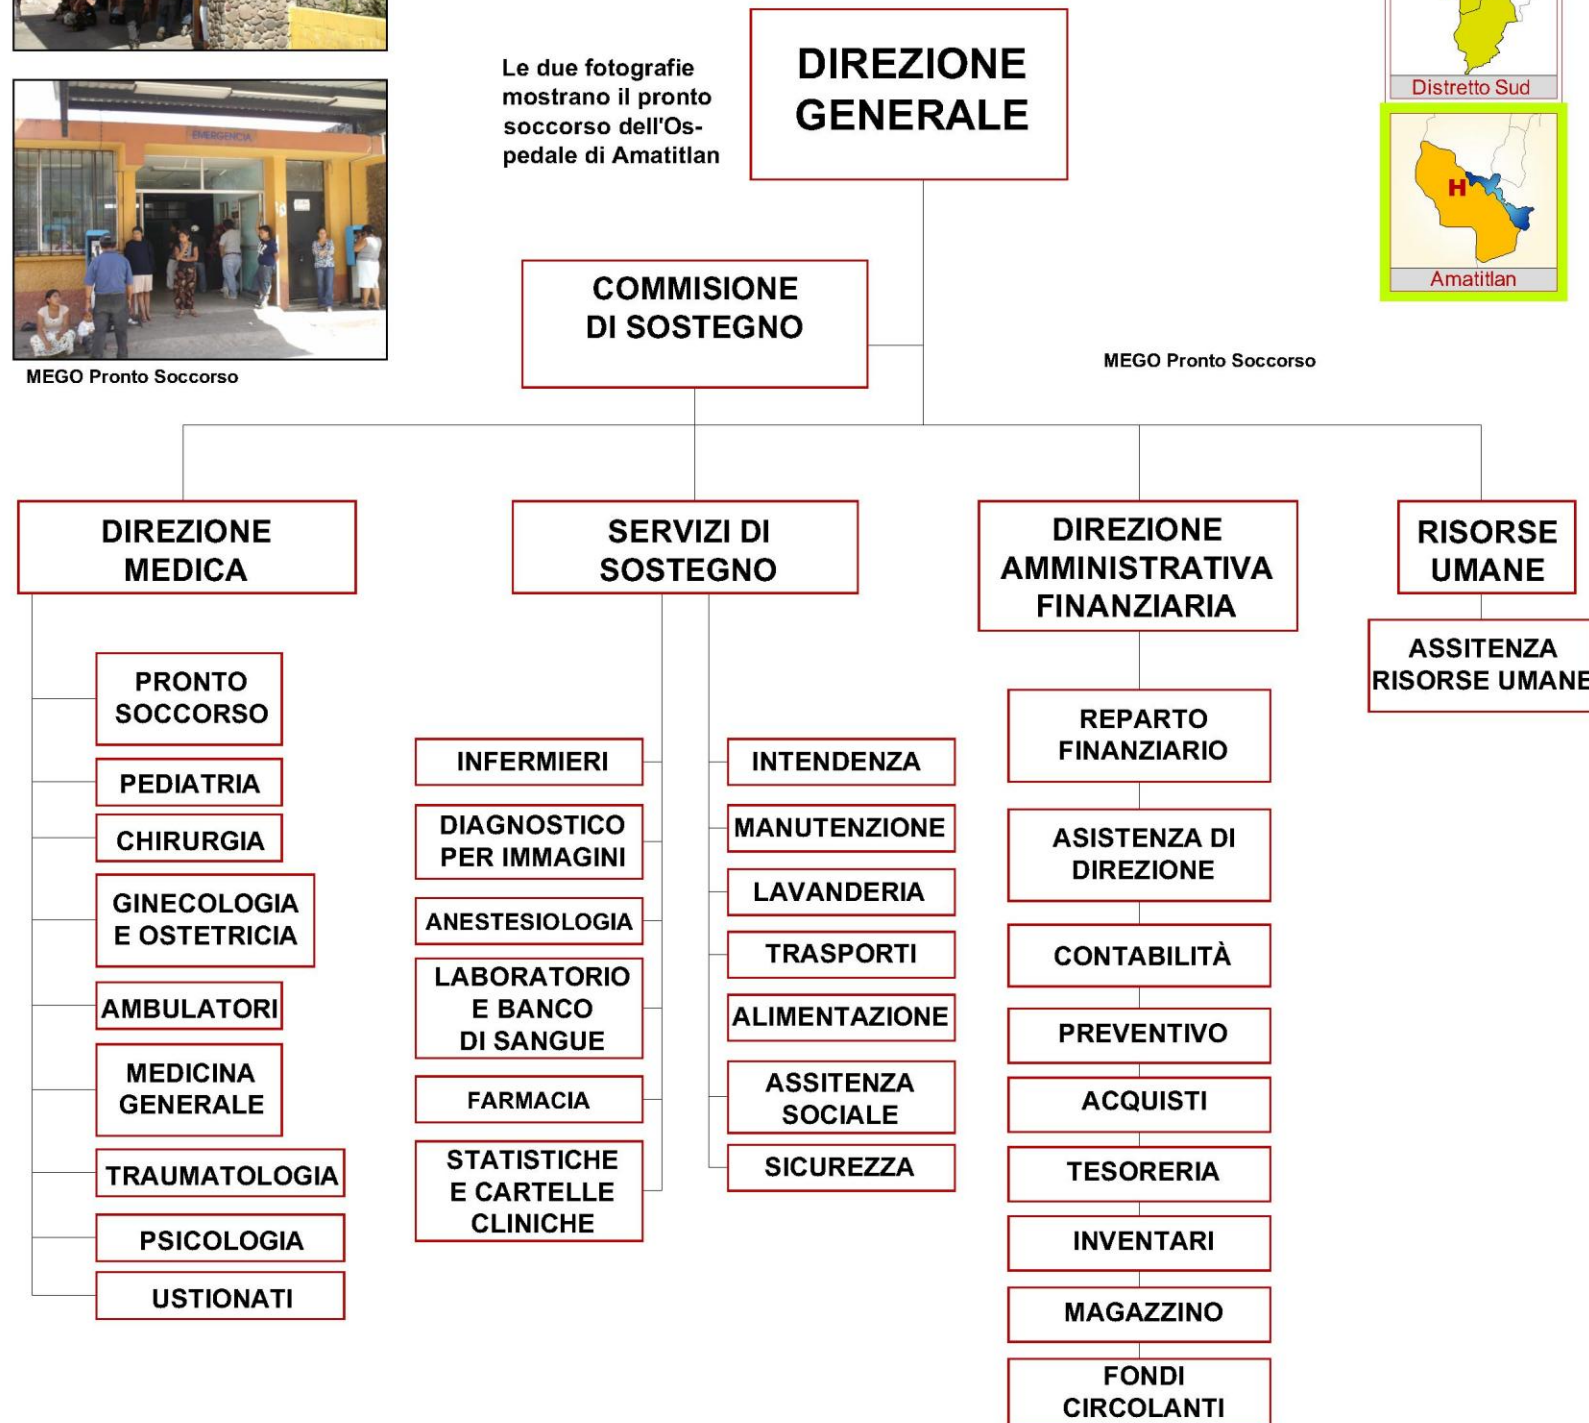 Le due fotografie
mostrano il pronto
soccorso dell'Os-
pedale di Amatitlan
DIREZIONE
GENERALE
Distretto Sud
EMERGENCIA
H
Amatitlan
COMMISIONE
DI SOSTEGNO
MEGO Pronto Soccorso
MEGO Pronto Soccorso
DIREZIONE
MEDICA
SERVIZI DI
SOSTEGNO
DIREZIONE
AMMINISTRATIVA
FINANZIARIA
RISORSE
UMANE
ASSITENZA
RISORSE UMANE
PRONTO
SOCCORSO
PEDIATRIA
CHIRURGIA
GINECOLOGIA
E OSTETRICIA
AMBULATORI
MEDICINA
GENERALE
TRAUMATOLOGIA
PSICOLOGIA
USTIONATI
INFERMIERI
DIAGNOSTICO
PER IMMAGINI
ANESTESIOLOGIA
LABORATORIO
E BANCO
DI SANGUE
FARMACIA
STATISTICHE
E CARTELLE
CLINICHE
INTENDENZA
MANUTENZIONE
LAVANDERIA
TRASPORTI
ALIMENTAZIONE
ASSITENZA
SOCIALE
SICUREZZA
REPARTO
FINANZIARIO
ASISTENZA DI
DIREZIONE
CONTABILITÀ
PREVENTIVO
ACQUISTI
TESORERIA
INVENTARI
MAGAZZINO
FONDI
CIRCOLANTI